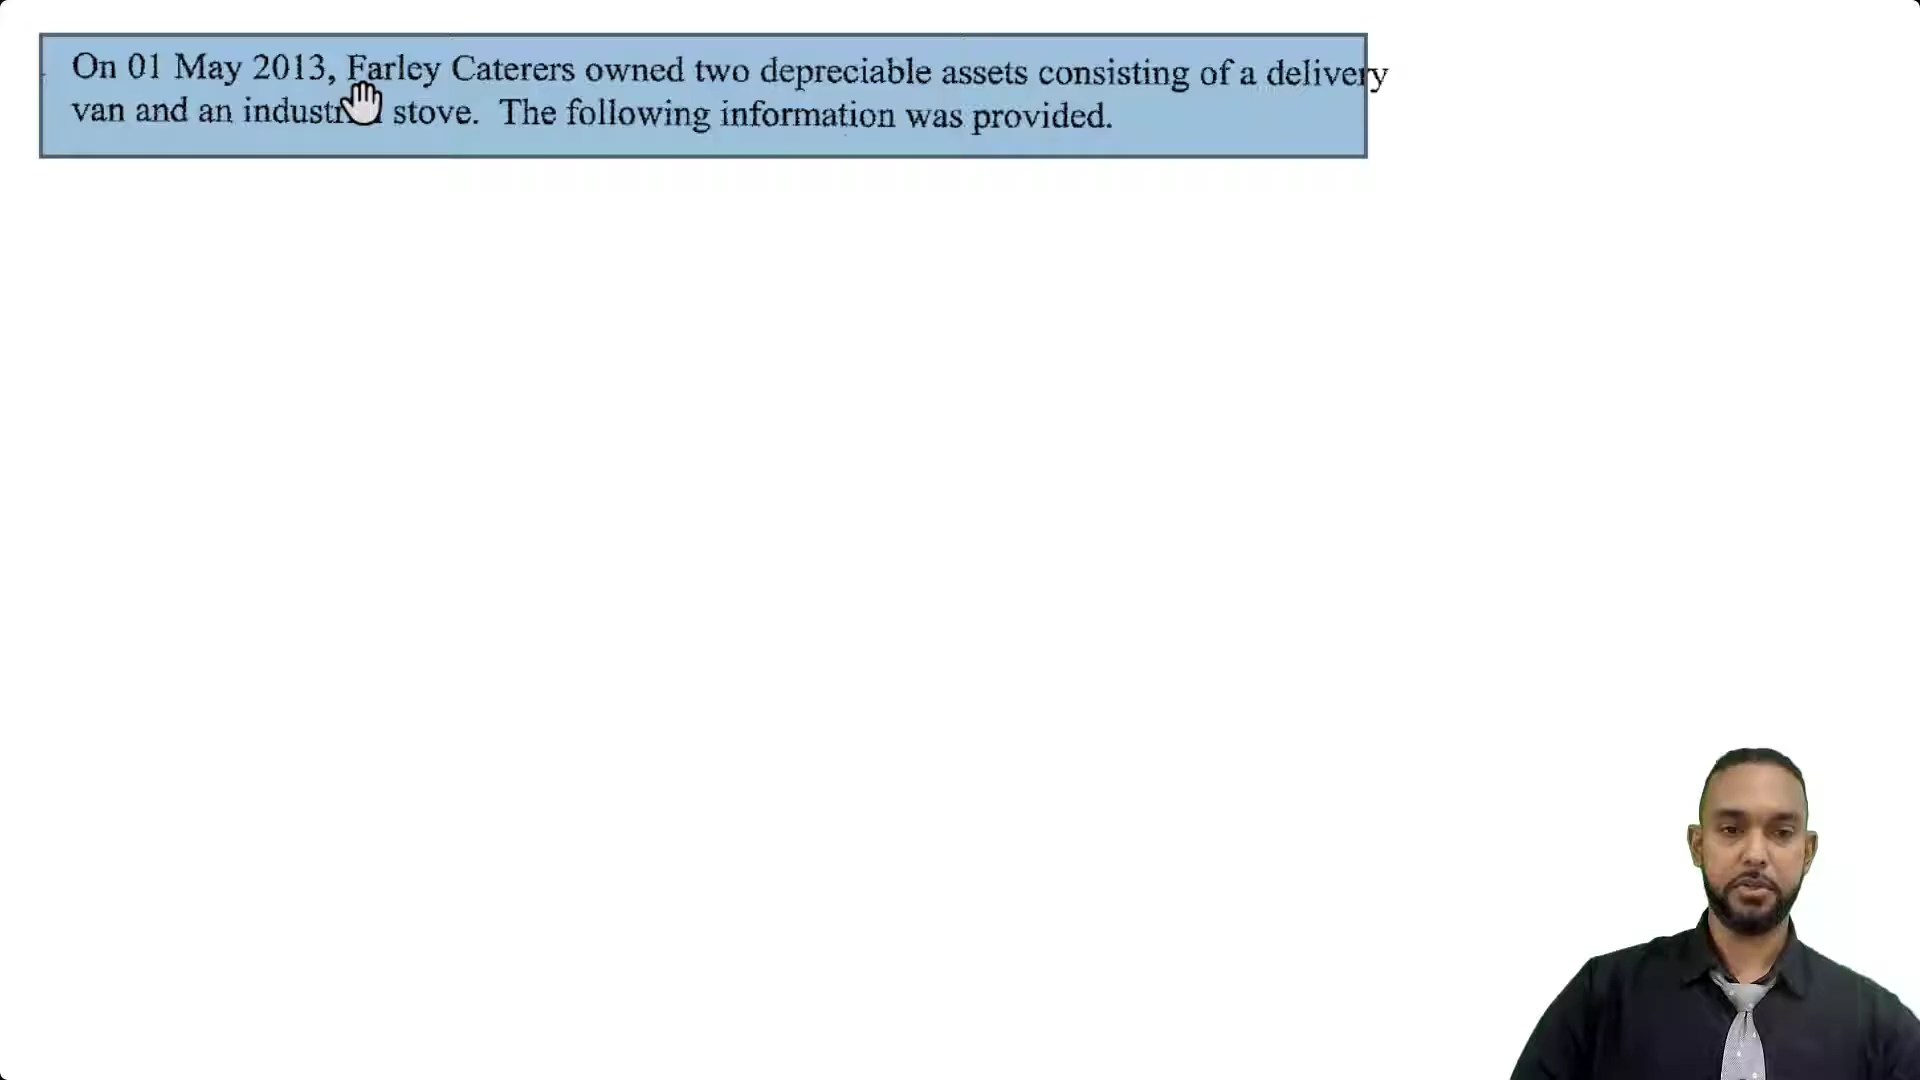 On 01 May 2013, Farley Caterers owned two depreciable assets consisting of a delivery
van and an industrial stove. The following information was provided.